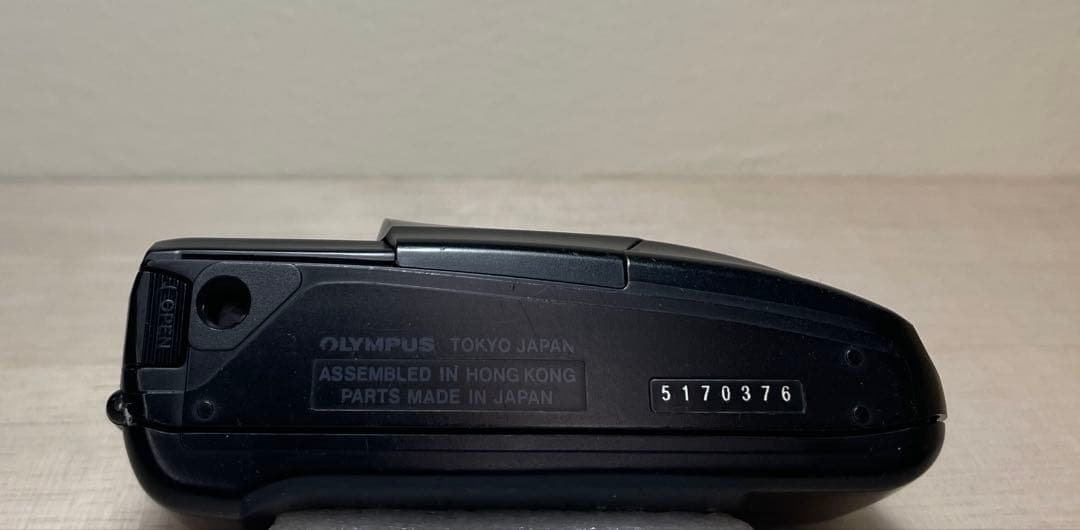 OPEN
OLYMPUS TOKYO JAPAN
ASSEMBLED IN HONG KONG
PARTS MADE IN JAPAN
5170376